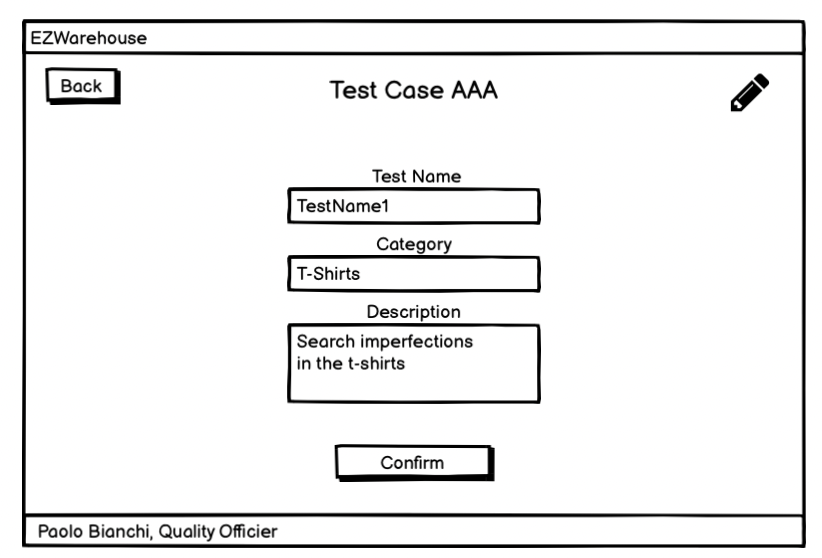 EZWarehouse
Back
Test Case AAA
Test Name
TestName1
Category
T-Shirts
Description
Search imperfections
in the t-shirts
Confirm
Paolo Bianchi, Quality Officier